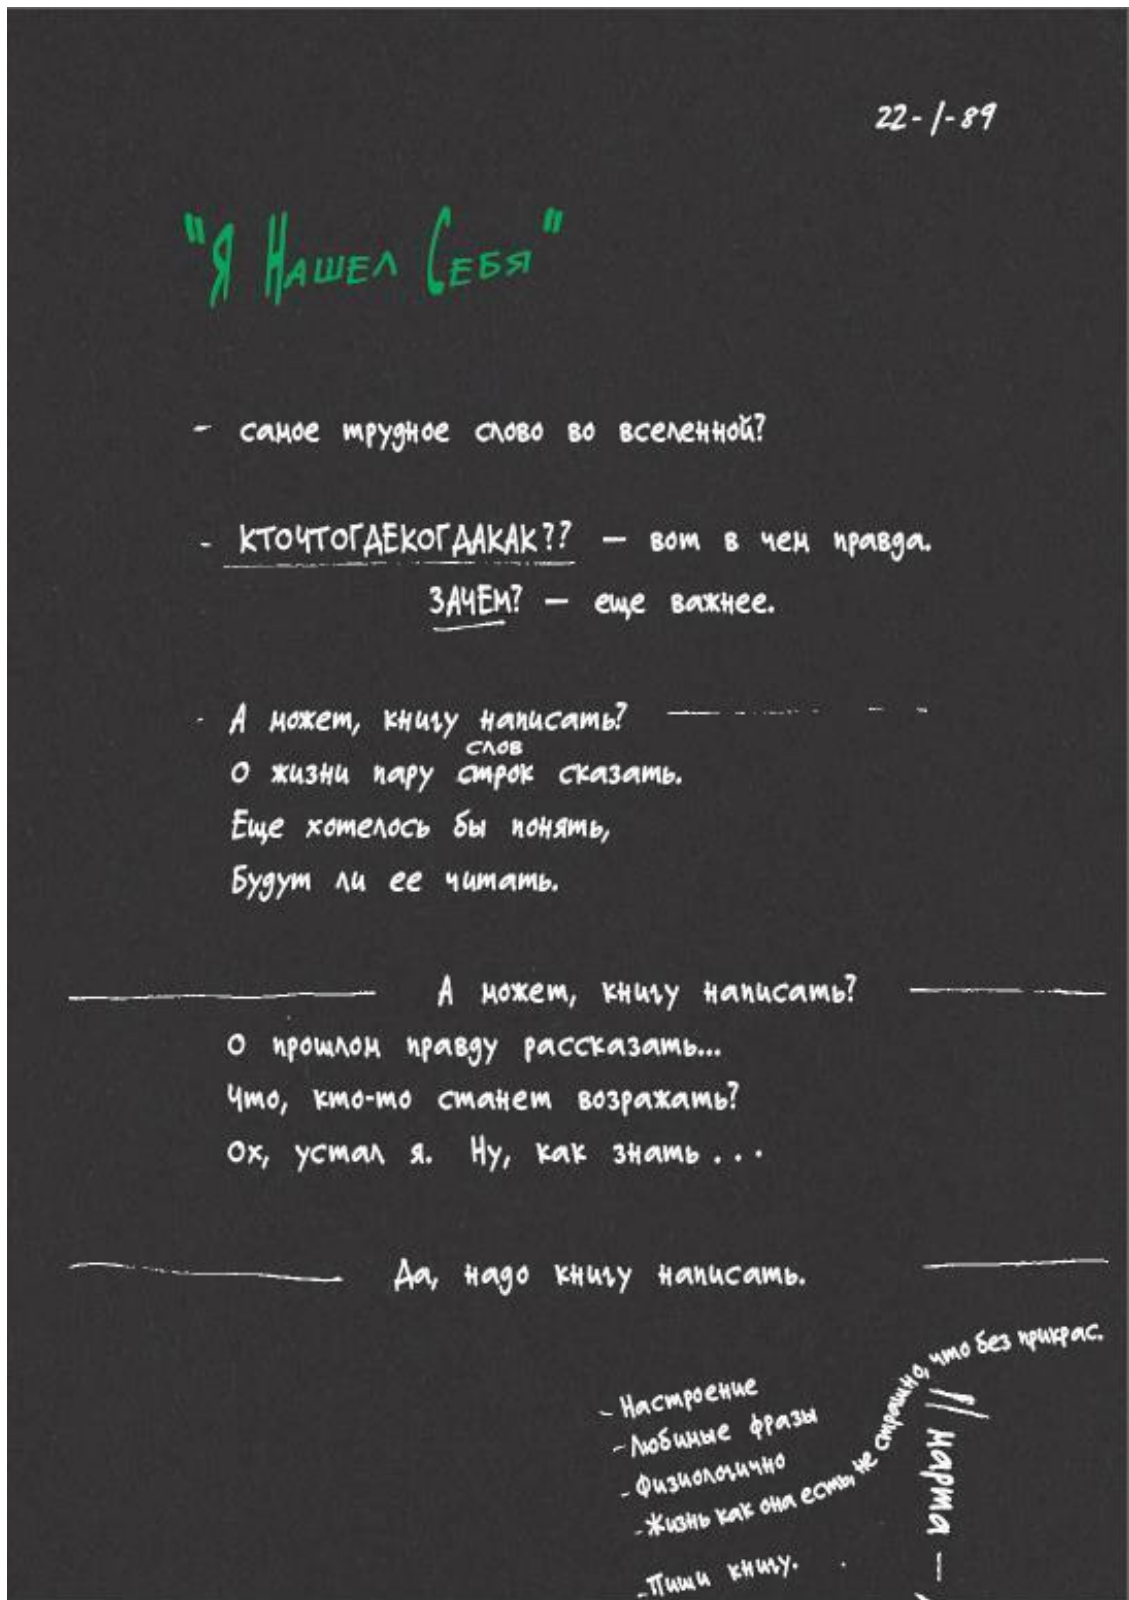 22-1-89
"Я Нашел Себя"
- самое трудное слово во вселенной?
- КТОЧТОГДЕКОГДАКАК?? — вот в чем правда.
ЗАЧЕМ? — еще важнее.
- А может, книгу написать?
слов
О жизни пару строк сказать.
Еще хотелось бы понять,
Будут ли ее читать.
А может, книгу написать?
О прошлом правду рассказать...
Что, кто-то станет возражать?
Ох, устал я. Ну, как знать...
Да, надо книгу написать.
- Настроение
- Любимые фразы
- Физиологично
- Жизнь как она есть, не страшно, что без прикрас.
- Пиши книгу.
11 марта —